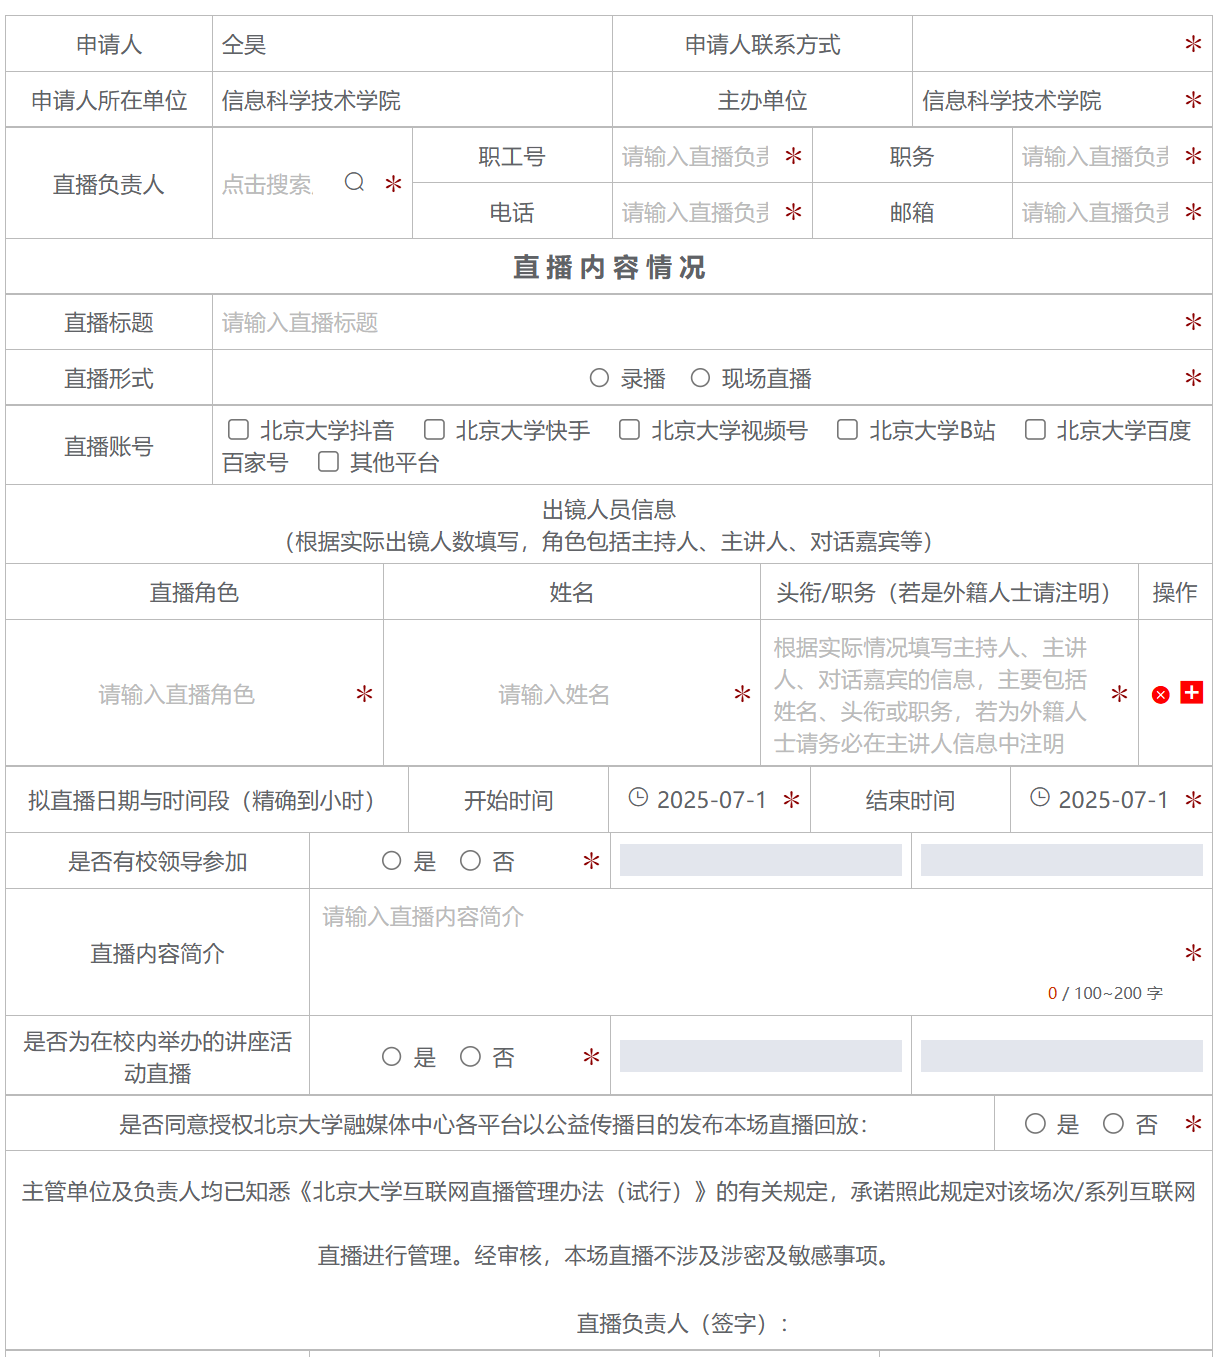 申请人 仝昊 申请人联系方式 *
申请人所在单位 信息科学技术学院 主办单位 信息科学技术学院 *
直播负责人 点击搜索 * 职工号 请输入直播负责 * 职务 请输入直播负责 *
电话 请输入直播负责 * 邮箱 请输入直播负责 *
直播内容情况
直播标题 请输入直播标题 *
直播形式 录播 现场直播 *
直播账号 北京大学抖音 北京大学快手 北京大学视频号 北京大学B站 北京大学百度
百家号 其他平台
出镜人员信息
（根据实际出镜人数填写，角色包括主持人、主讲人、对话嘉宾等）
直播角色 姓名 头衔/职务（若是外籍人士请注明） 操作
请输入直播角色 * 请输入姓名 * 根据实际情况填写主持人、主讲
人、对话嘉宾的信息，主要包括
姓名、头衔或职务，若为外籍人 *
士请务必在主讲人信息中注明
拟直播日期与时间段（精确到小时） 开始时间 2025-07-1 * 结束时间 2025-07-1 *
是否有校领导参加 是 否 *
直播内容简介 请输入直播内容简介 *
0 / 100~200 字
是否为在校内举办的讲座活
动直播 是 否 *
是否同意授权北京大学融媒体中心各平台以公益传播目的发布本场直播回放： 是 否 *
主管单位及负责人均已知悉《北京大学互联网直播管理办法（试行）》的有关规定，承诺照此规定对该场次/系列互联网
直播进行管理。经审核，本场直播不涉及涉密及敏感事项。
直播负责人（签字）：